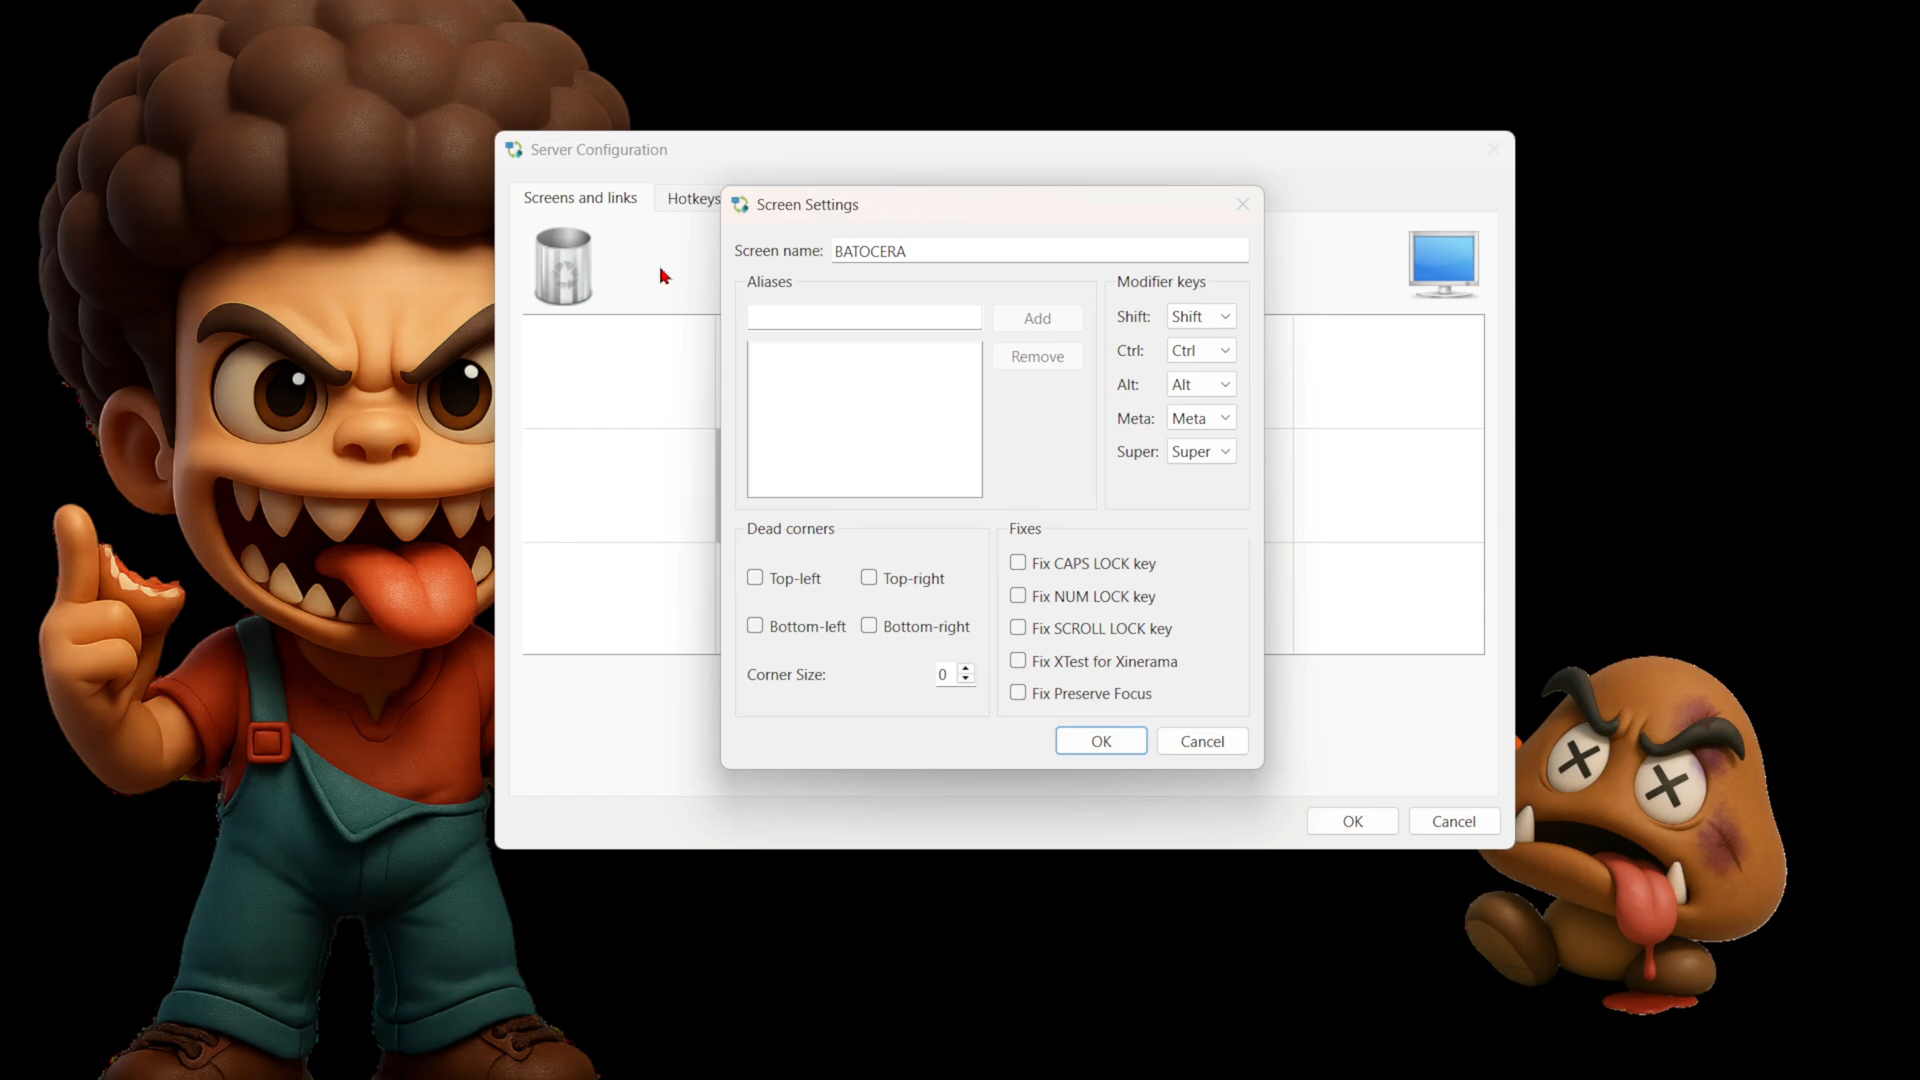 Server Configuration
Screens and links
Hotkeys
Screen Settings
Screen name: BATOCERA
Aliases
Add
Remove
Modifier keys
Shift: Shift
Ctrl: Ctrl
Alt: Alt
Meta: Meta
Super: Super
Dead corners
Top-left Top-right
Bottom-left Bottom-right
Corner Size: 0
Fixes
Fix CAPS LOCK key
Fix NUM LOCK key
Fix SCROLL LOCK key
Fix XTest for Xinerama
Fix Preserve Focus
OK Cancel
OK Cancel